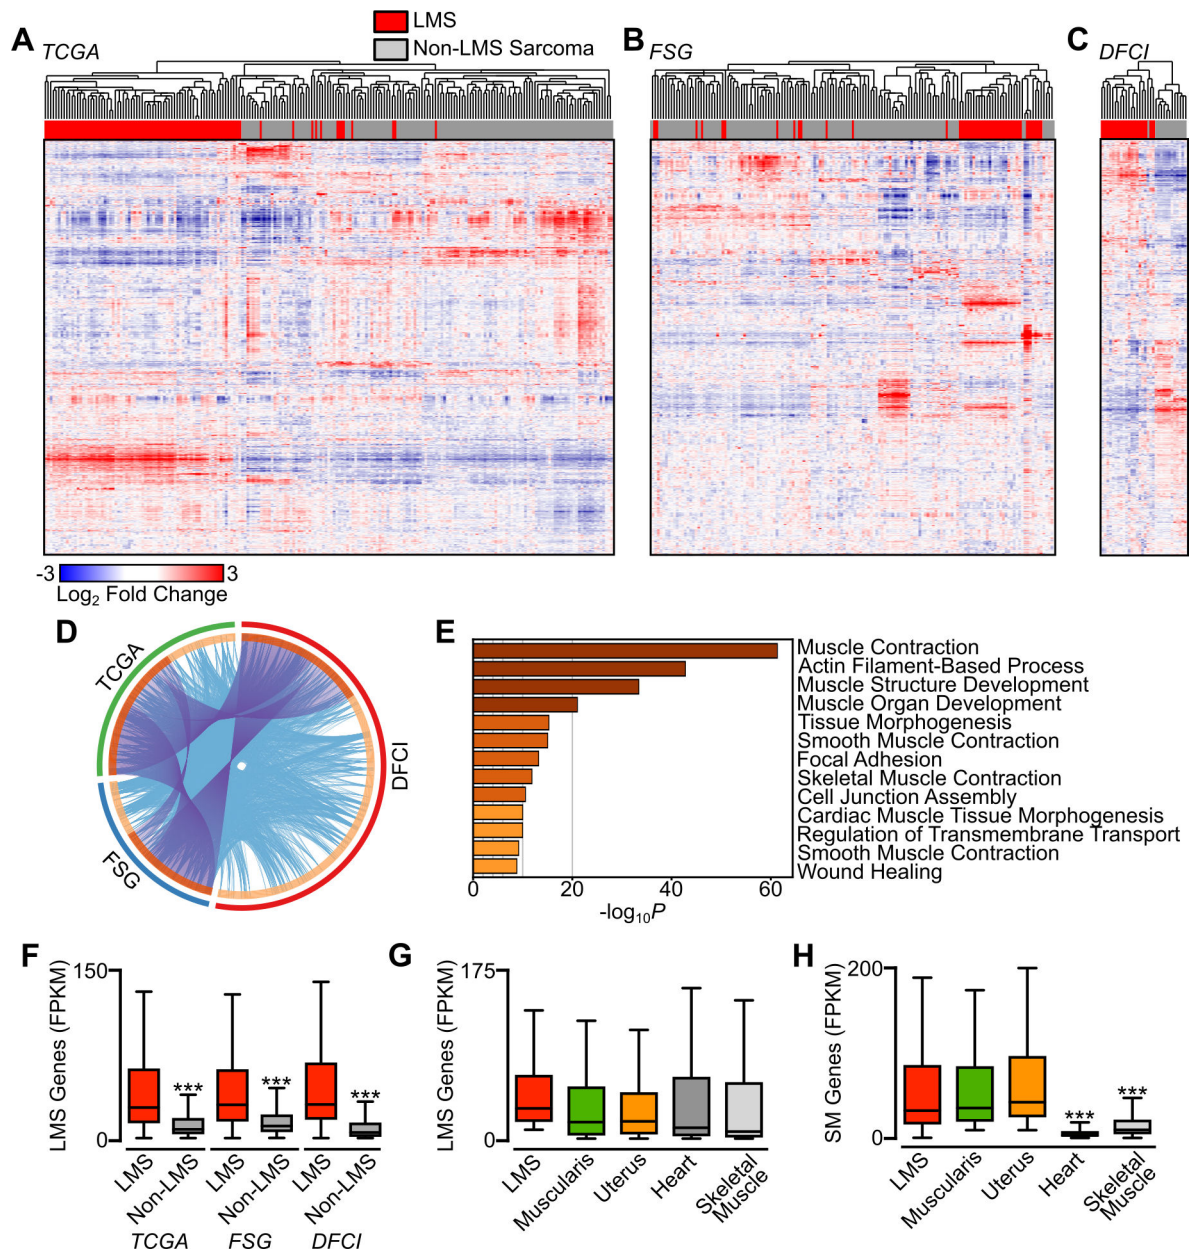 LMS
Non-LMS Sarcoma
A
TCGA
B
FSG
C
DFCI
-3
3
Log2 Fold Change
D
TCGA
DFCI
FSG
E
Muscle Contraction
Actin Filament-Based Process
Muscle Structure Development
Muscle Organ Development
Tissue Morphogenesis
Smooth Muscle Contraction
Focal Adhesion
Skeletal Muscle Contraction
Cell Junction Assembly
Cardiac Muscle Tissue Morphogenesis
Regulation of Transmembrane Transport
Smooth Muscle Contraction
Wound Healing
0 20 40 60
-log10P
F
LMS Genes (FPKM)
150
0
***
***
***
LMS
Non-LMS
LMS
Non-LMS
LMS
Non-LMS
TCGA
FSG
DFCI
G
LMS Genes (FPKM)
175
0
LMS
Muscularis
Uterus
Heart
Skeletal
Muscle
H
SM Genes (FPKM)
200
0
***
***
LMS
Muscularis
Uterus
Heart
Skeletal
Muscle